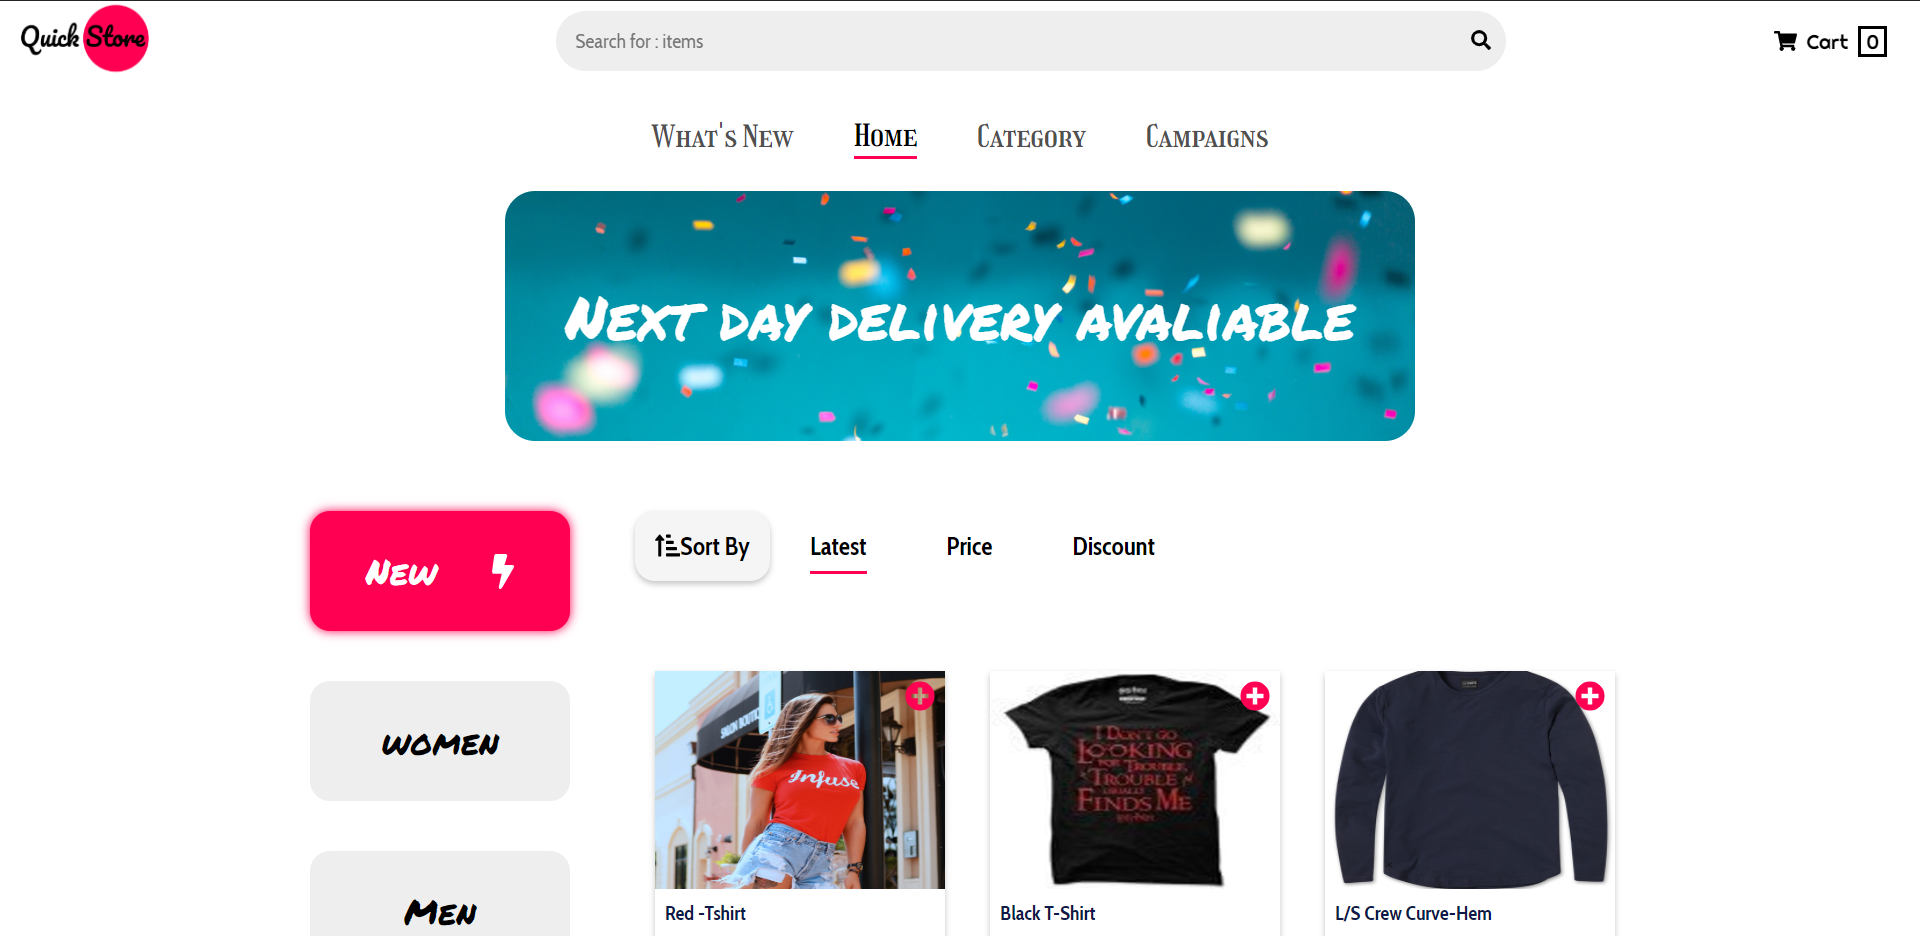 Quick Store
Search for : items
Cart 0
What's New Home Category Campaigns
Next day delivery avaliable
New
Sort By Latest Price Discount
women
Men
Infuse
I Don't go
Looking
for Trouble,
Trouble
usually
Finds Me
Red -Tshirt
Black T-Shirt
L/S Crew Curve-Hem